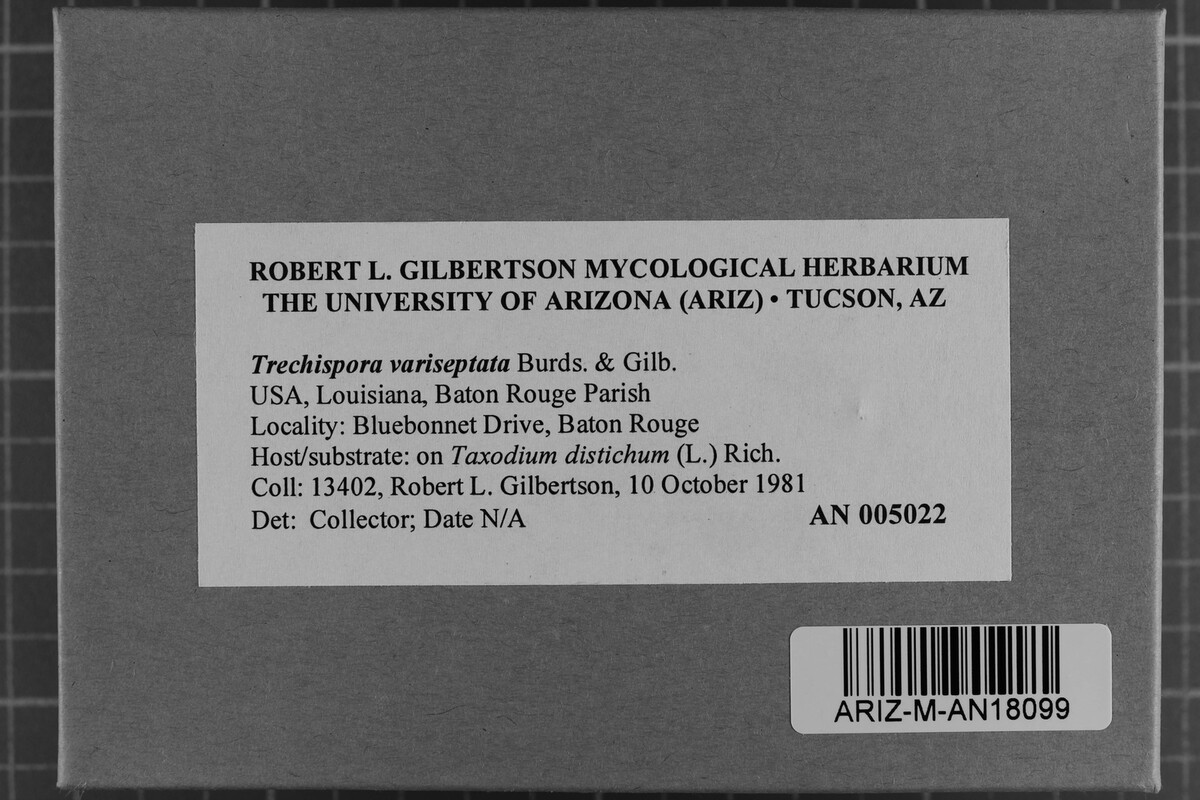 ROBERT L. GILBERTSON MYCOLOGICAL HERBARIUM
THE UNIVERSITY OF ARIZONA (ARIZ) • TUCSON, AZ
Trechispora variseptata Burds. & Gilb.
USA, Louisiana, Baton Rouge Parish
Locality: Bluebonnet Drive, Baton Rouge
Host/substrate: on Taxodium distichum (L.) Rich.
Coll: 13402, Robert L. Gilbertson, 10 October 1981
Det: Collector; Date N/A AN 005022
ARIZ-M-AN18099